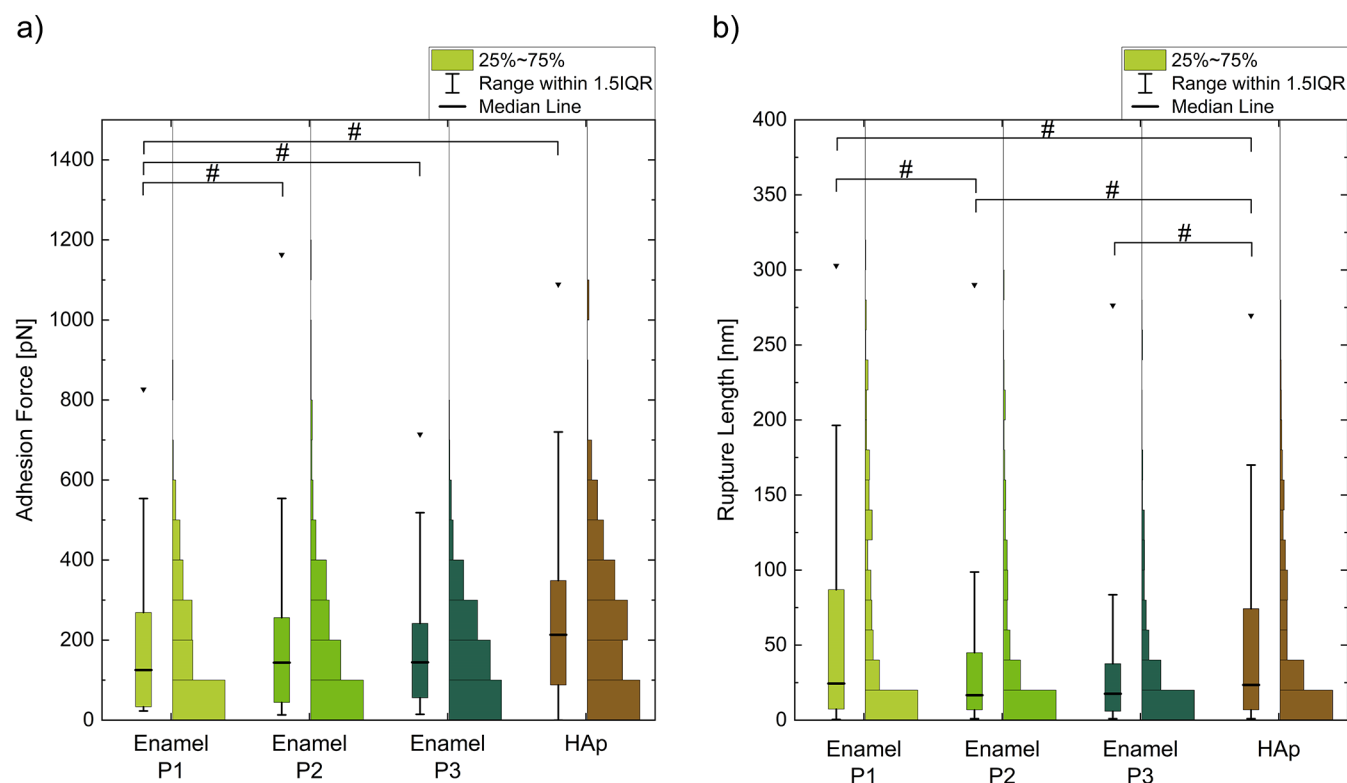 a)
25%~75%
Range within 1.5IQR
Median Line
1400
1200
1000
800
600
400
200
0
Adhesion Force [pN]
#
#
#
Enamel P1
Enamel P2
Enamel P3
HAp
b)
25%~75%
Range within 1.5IQR
Median Line
400
350
300
250
200
150
100
50
0
Rupture Length [nm]
#
#
#
#
Enamel P1
Enamel P2
Enamel P3
HAp